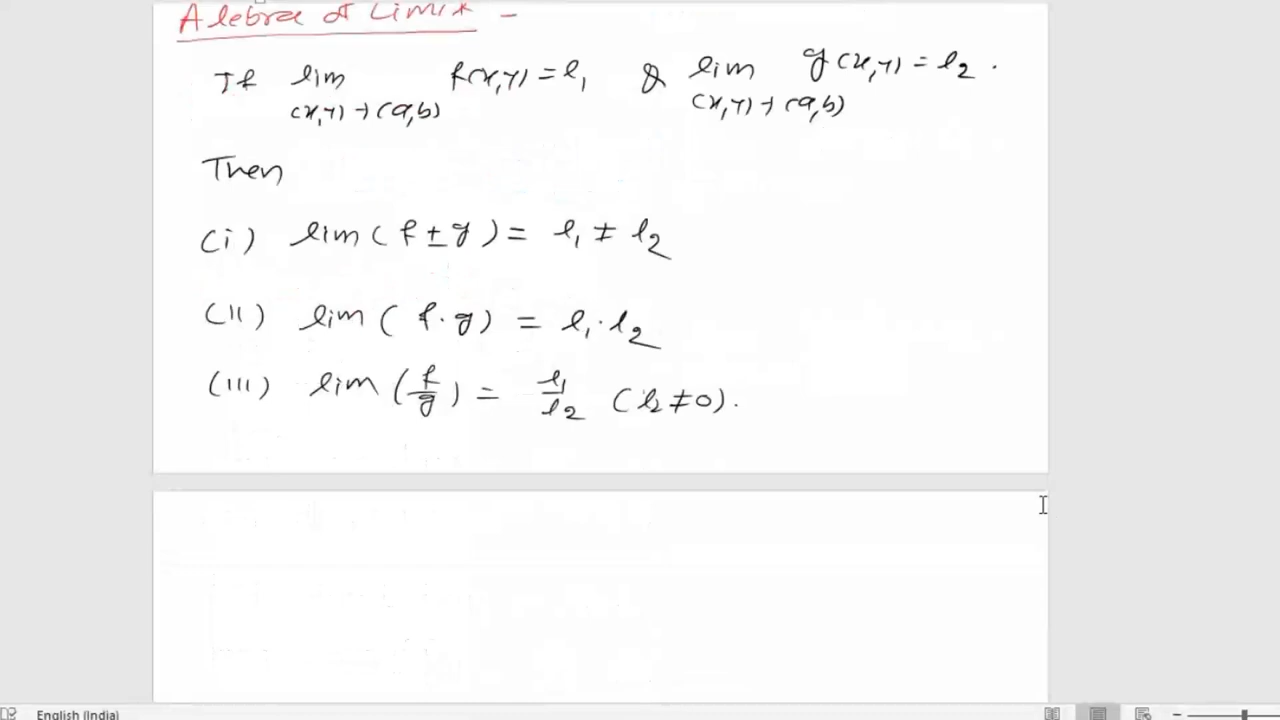 Alebra of Limit -
If lim f(x,y) = l₁ & lim g(x,y) = l₂ .
(x,y)→(a,b) (x,y)→(a,b)
Then
(i) lim( f ± g ) = l₁ ± l₂
(ii) lim ( f . g ) = l₁ . l₂
(iii) lim ( f/g ) = l₁/l₂ ( l₂ ≠ 0 ) .
English (India)